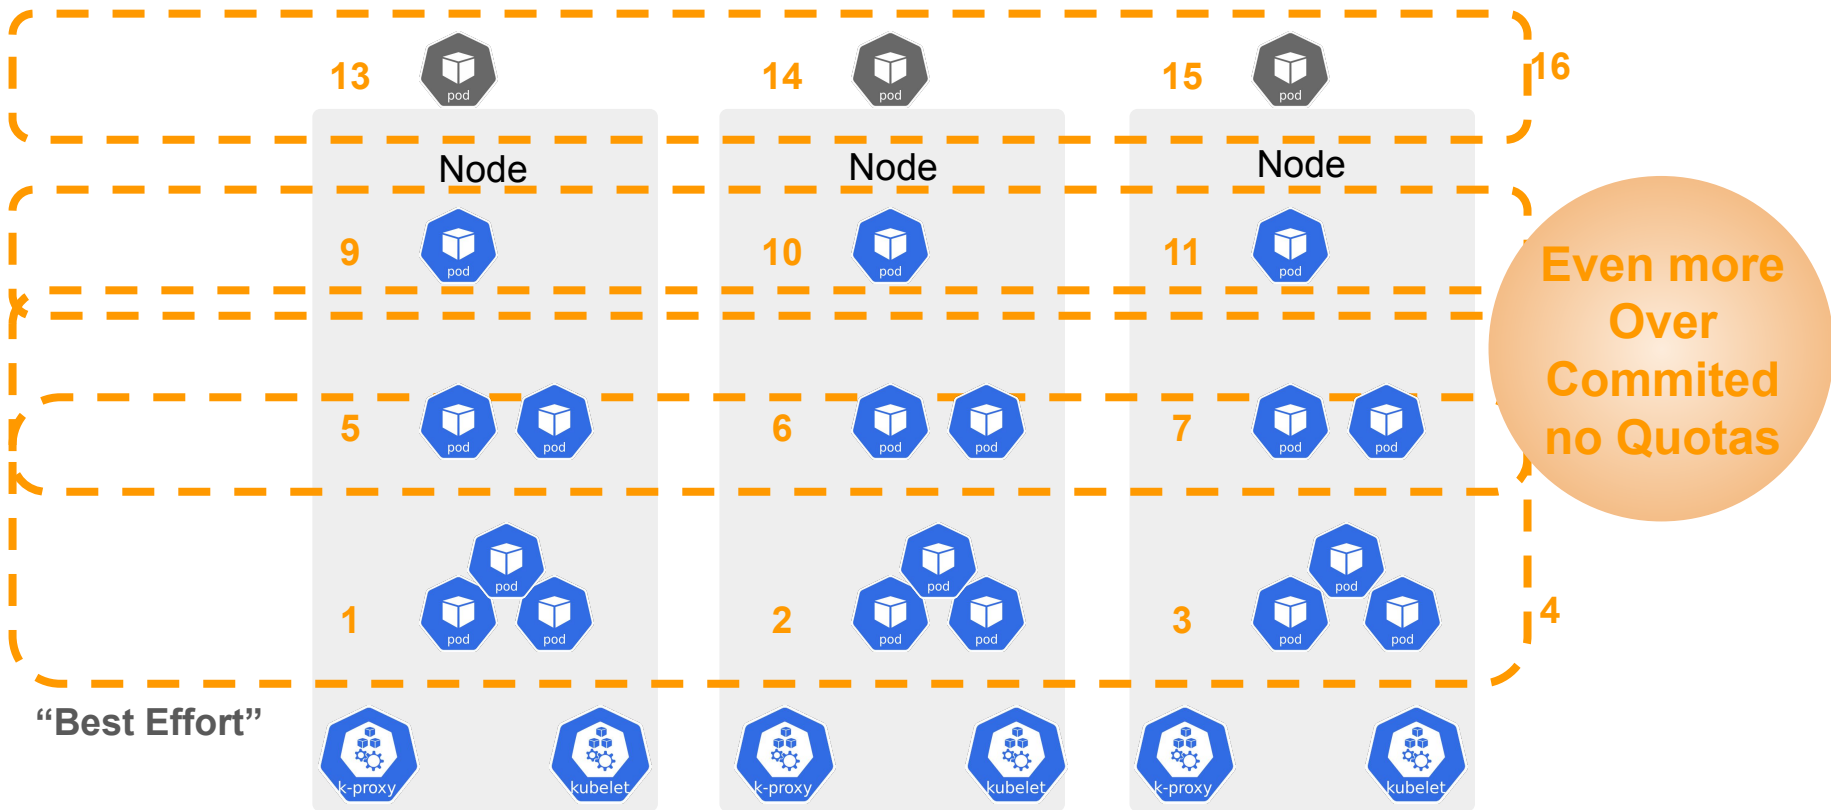 13 pod 14 pod 15 pod 16
Node Node Node
9 pod 10 pod 11 pod
Even more
Over
Commited
no Quotas
5 pod pod 6 pod pod 7 pod pod
pod pod pod
1 pod pod 2 pod pod 3 pod pod 4
“Best Effort”
k-proxy kubelet k-proxy kubelet k-proxy kubelet